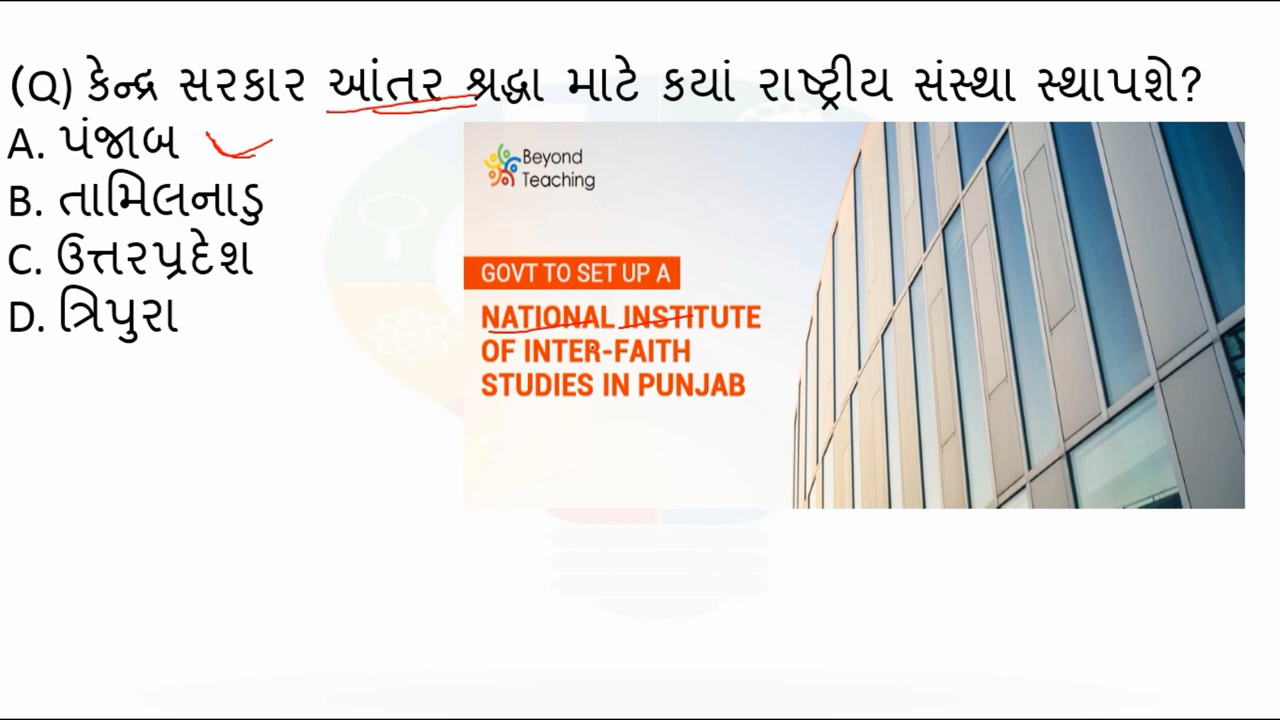 (Q) કેન્દ્ર સરકાર આંતર શ્રદ્ધા માટે કયાં રાષ્ટ્રીય સંસ્થા સ્થાપશે?
A. પંજાબ
B. તામિલનાડુ
C. ઉત્તરપ્રદેશ
D. ત્રિપુરા
Beyond
Teaching
GOVT TO SET UP A
NATIONAL INSTITUTE
OF INTER-FAITH
STUDIES IN PUNJAB